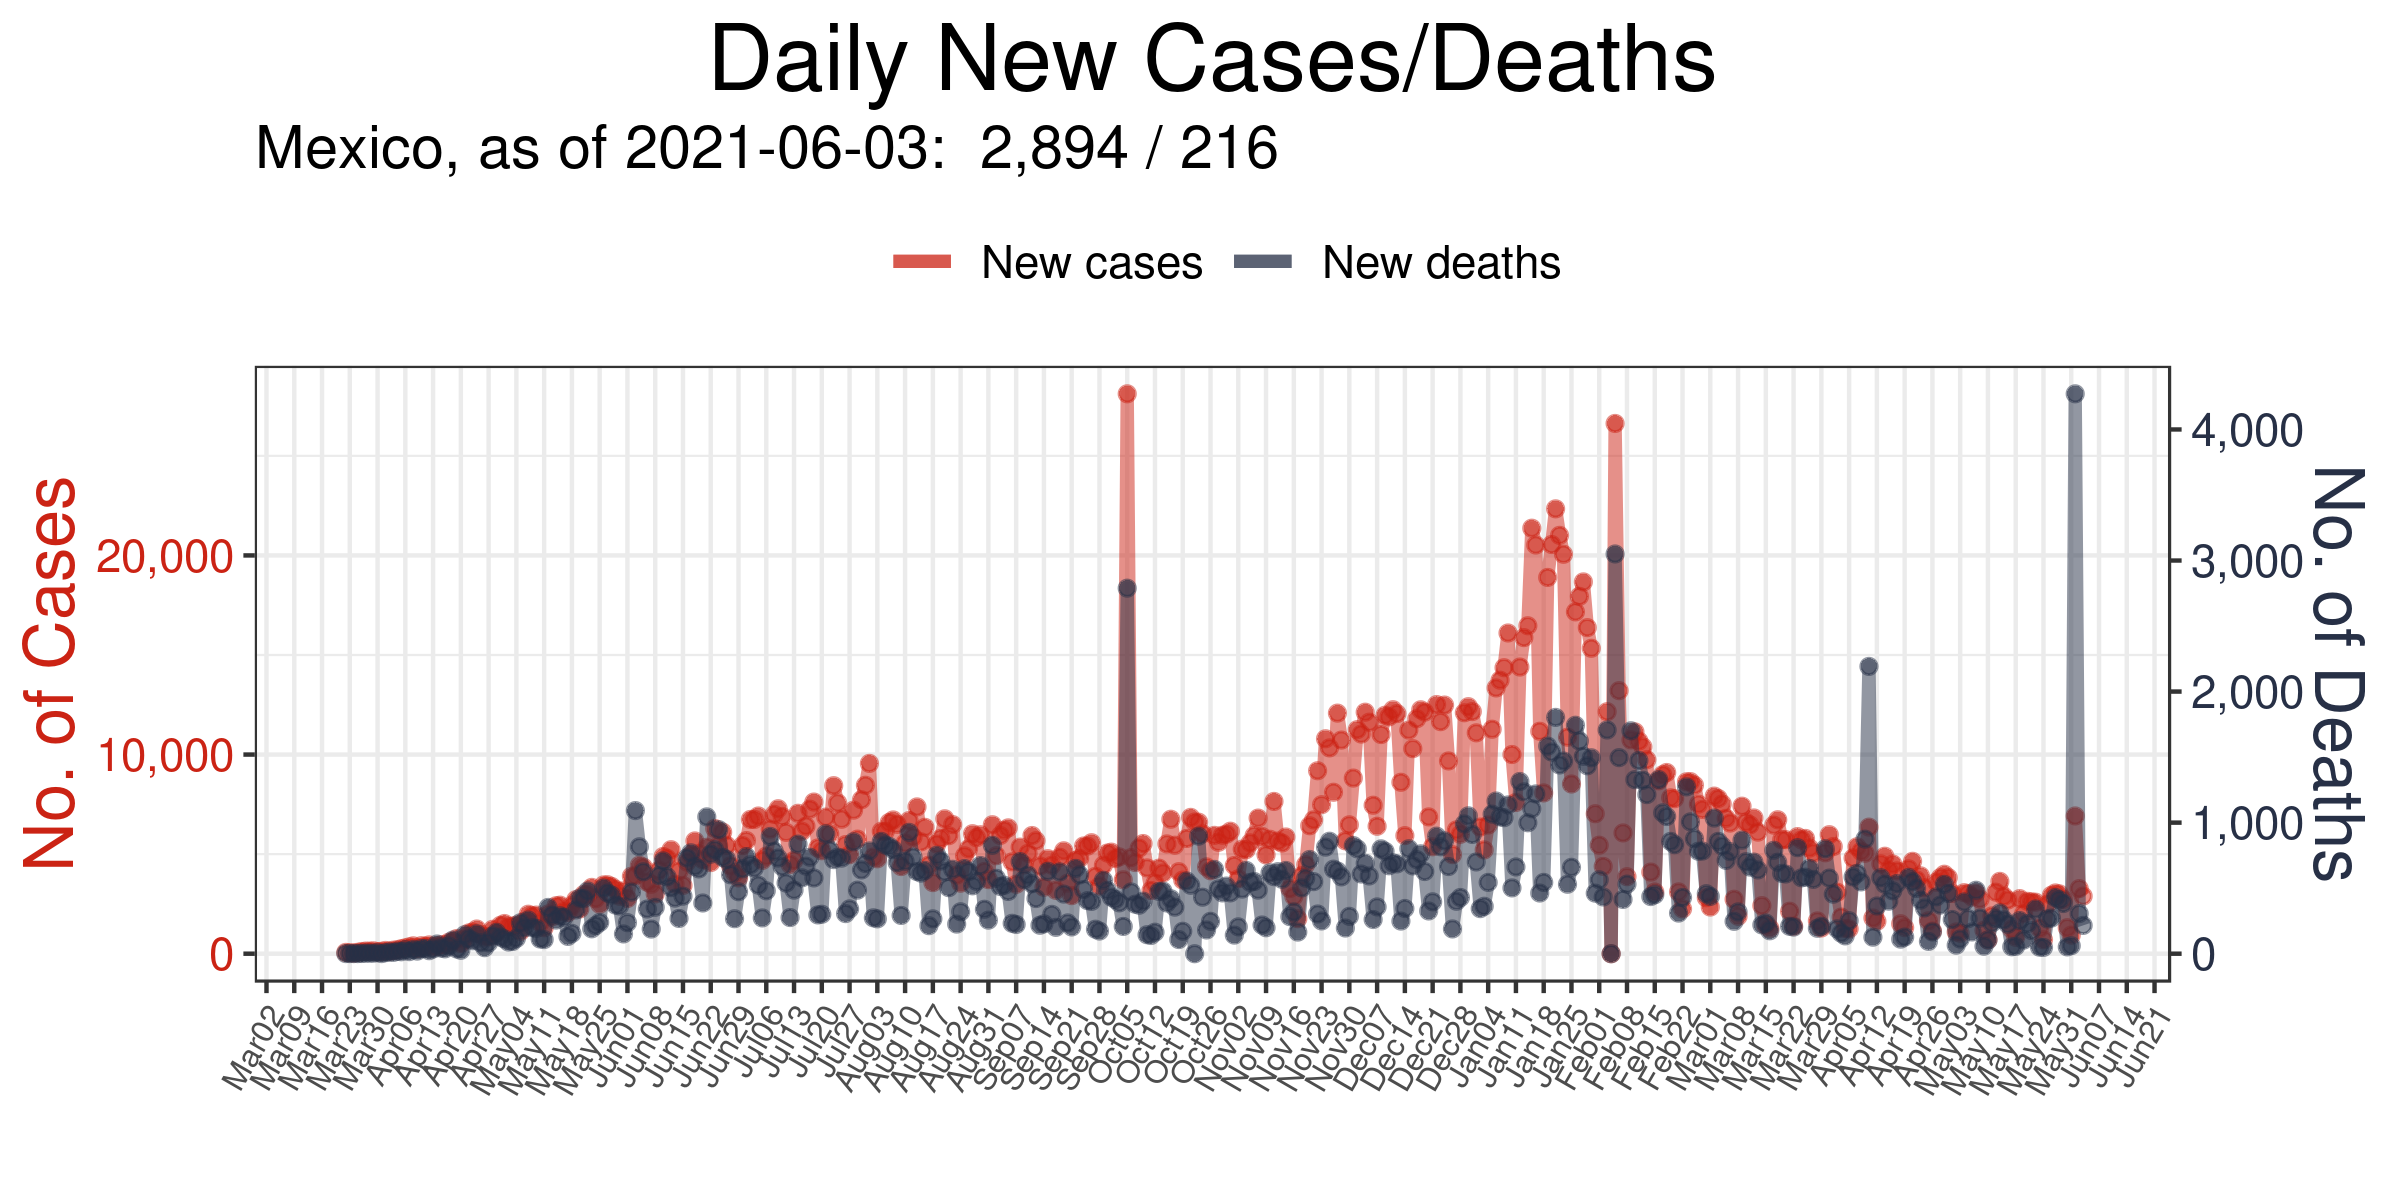 Daily New Cases/Deaths
Mexico, as of 2021-06-03:  2,894 / 216
New cases
New deaths
No. of Cases
20,000
10,000
0
4,000
3,000
2,000
1,000
0
No. of Deaths
Mar02
Mar09
Mar16
Mar23
Mar30
Apr06
Apr13
Apr20
Apr27
May04
May11
May18
May25
Jun01
Jun08
Jun15
Jun22
Jun29
Jul06
Jul13
Jul20
Jul27
Aug03
Aug10
Aug17
Aug24
Aug31
Sep07
Sep14
Sep21
Sep28
Oct05
Oct12
Oct19
Oct26
Nov02
Nov09
Nov16
Nov23
Nov30
Dec07
Dec14
Dec21
Dec28
Jan04
Jan11
Jan18
Jan25
Feb01
Feb08
Feb15
Feb22
Mar01
Mar08
Mar15
Mar22
Mar29
Apr05
Apr12
Apr19
Apr26
May03
May10
May17
May24
May31
Jun07
Jun14
Jun21